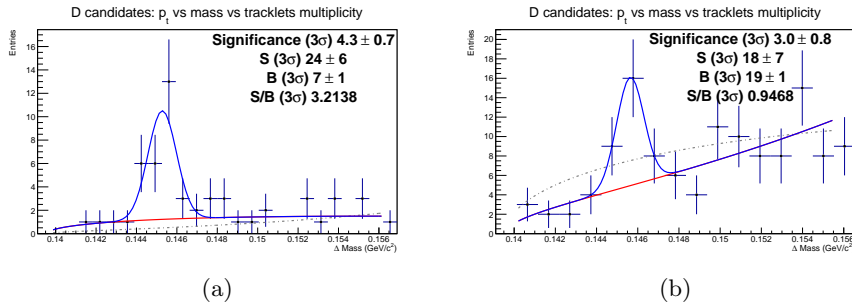 D candidates: pt vs mass vs tracklets multiplicity
Entries
Significance (3σ) 4.3 ± 0.7
S (3σ) 24 ± 6
B (3σ) 7 ± 1
S/B (3σ) 3.2138
16
14
12
10
8
6
4
2
0
0.14 0.142 0.144 0.146 0.148 0.15 0.152 0.154 0.156
Δ Mass (GeV/c²)
(a)
D candidates: pt vs mass vs tracklets multiplicity
Entries
Significance (3σ) 3.0 ± 0.8
S (3σ) 18 ± 7
B (3σ) 19 ± 1
S/B (3σ) 0.9468
20
18
16
14
12
10
8
6
4
2
0
0.14 0.142 0.144 0.146 0.148 0.15 0.152 0.154 0.156
Δ Mass (GeV/c²)
(b)